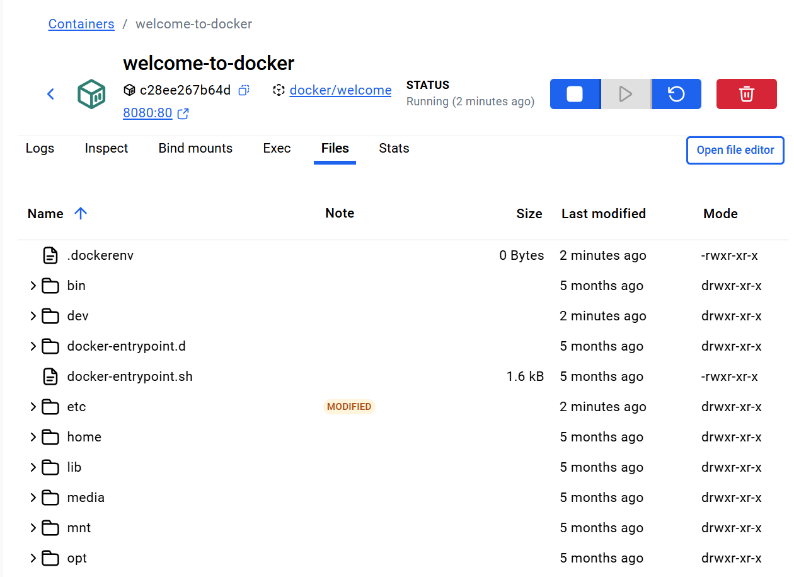 Containers / welcome-to-docker
welcome-to-docker
c28ee267b64d docker/welcome
8080:80
STATUS
Running (2 minutes ago)
Logs Inspect Bind mounts Exec Files Stats Open file editor
Name Note Size Last modified Mode
.dockerenv 0 Bytes 2 minutes ago -rwxr-xr-x
bin 5 months ago drwxr-xr-x
dev 2 minutes ago drwxr-xr-x
docker-entrypoint.d 5 months ago drwxr-xr-x
docker-entrypoint.sh 1.6 kB 5 months ago -rwxr-xr-x
etc MODIFIED 2 minutes ago drwxr-xr-x
home 5 months ago drwxr-xr-x
lib 5 months ago drwxr-xr-x
media 5 months ago drwxr-xr-x
mnt 5 months ago drwxr-xr-x
opt 5 months ago drwxr-xr-x